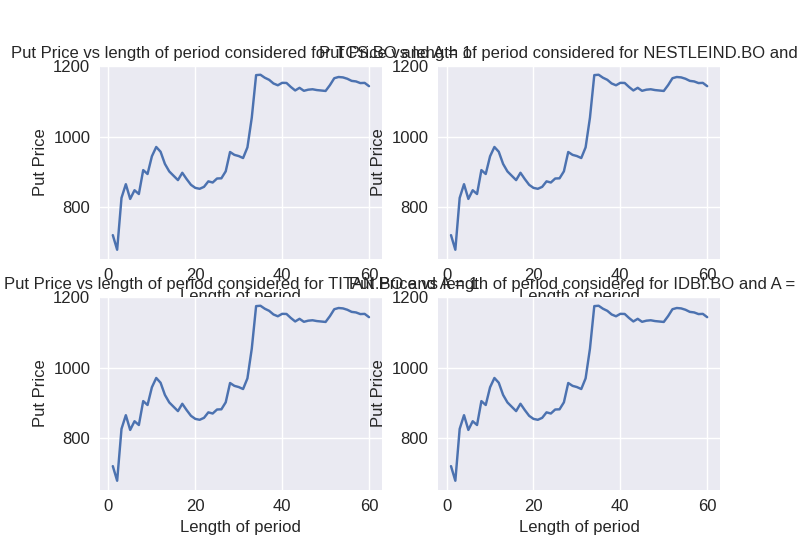 Put Price vs length of period considered for TCS.BO and A = 1
Put Price vs length of period considered for NESTLEIND.BO and
1200
1000
800
Put Price
0 20 40 60
Length of period
1200
1000
800
Put Price
0 20 40 60
Length of period
Put Price vs length of period considered for TITAN.BO and A = 1
Put Price vs length of period considered for IDBI.BO and A =
1200
1000
800
Put Price
0 20 40 60
Length of period
1200
1000
800
Put Price
0 20 40 60
Length of period